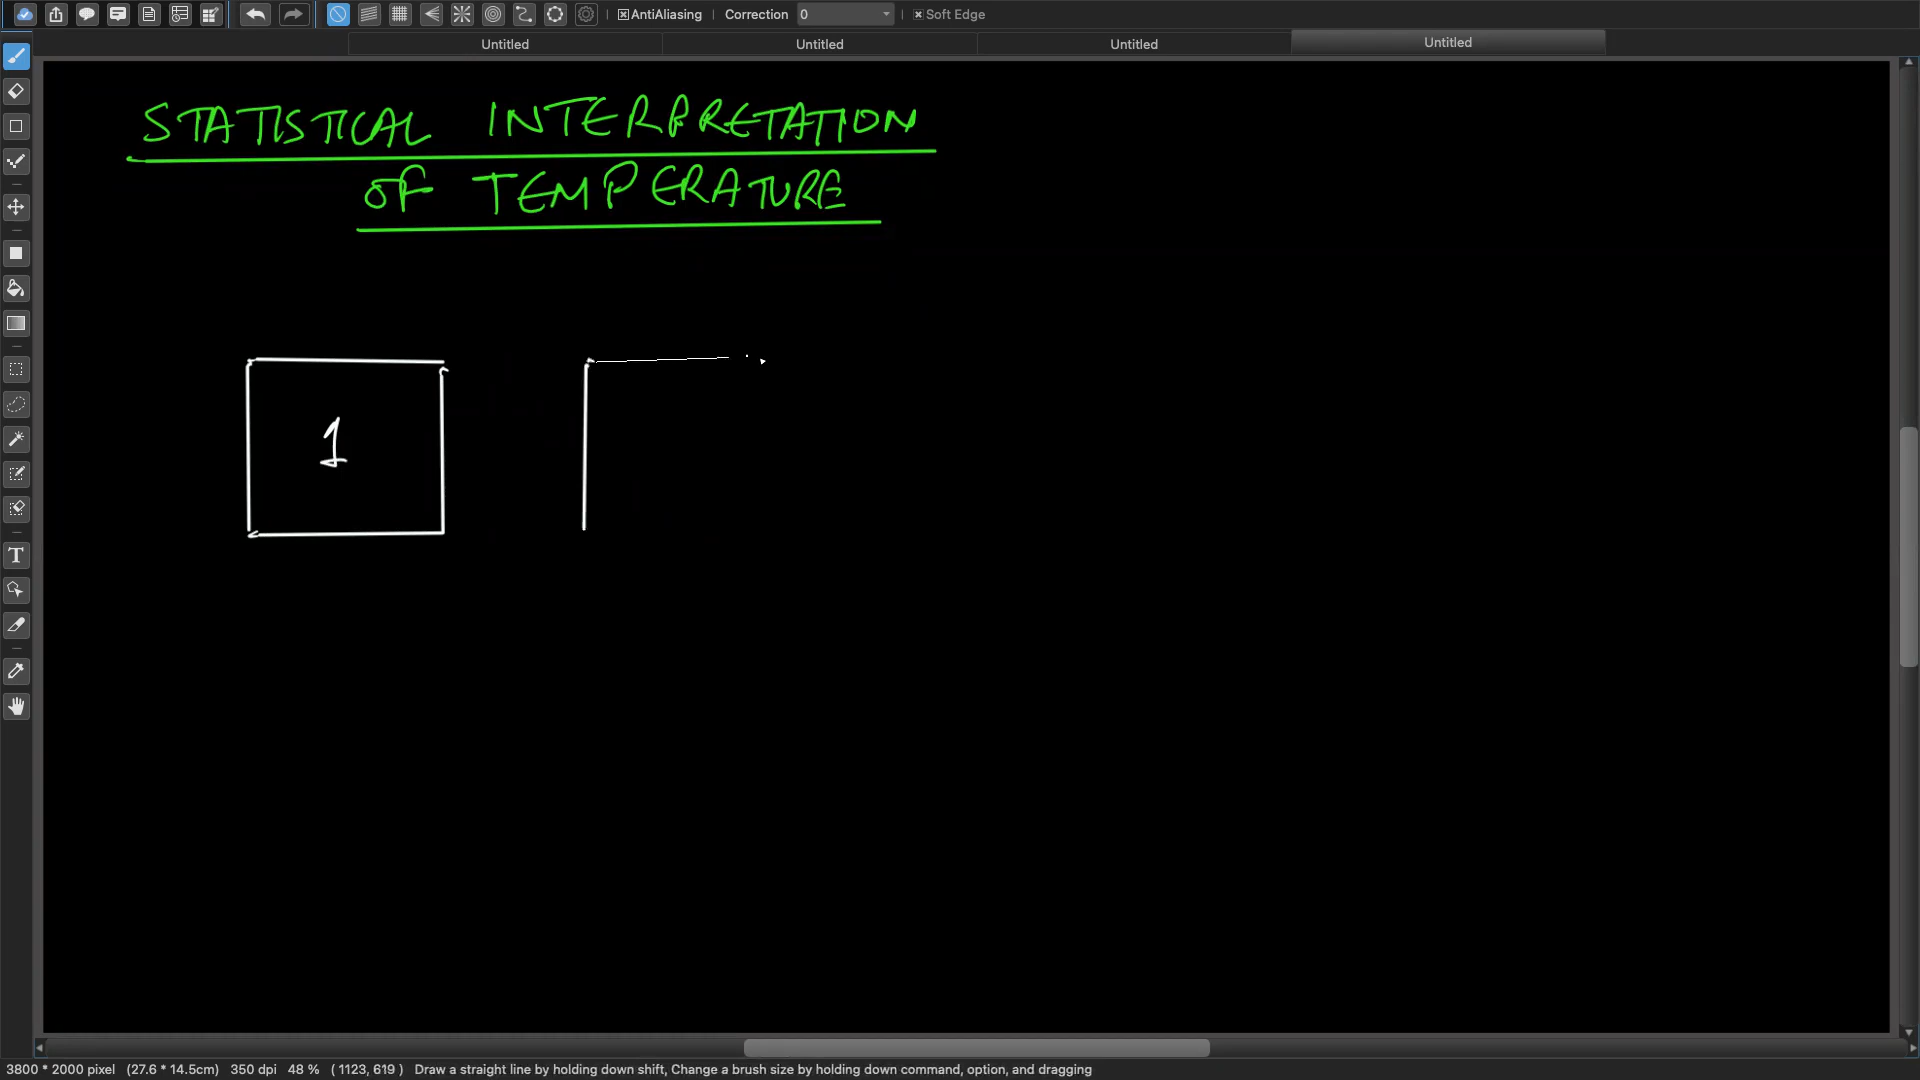 AntiAliasing Correction 0 Soft Edge
Untitled Untitled Untitled Untitled
STATISTICAL INTERPRETATION
OF TEMPERATURE
1
3800 * 2000 pixel (27.6 * 14.5cm) 350 dpi 48 % ( 1123, 619 ) Draw a straight line by holding down shift, Change a brush size by holding down command, option, and dragging